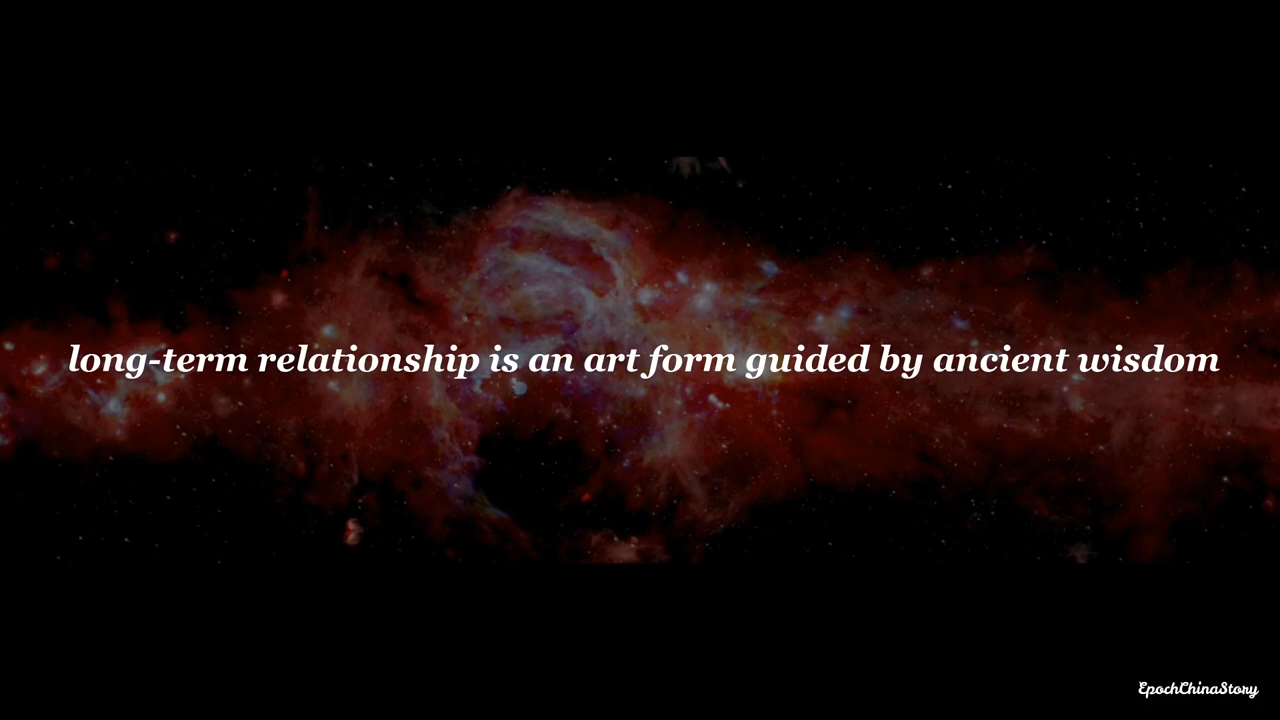 long-term relationship is an art form guided by ancient wisdom
EpochChinaStory